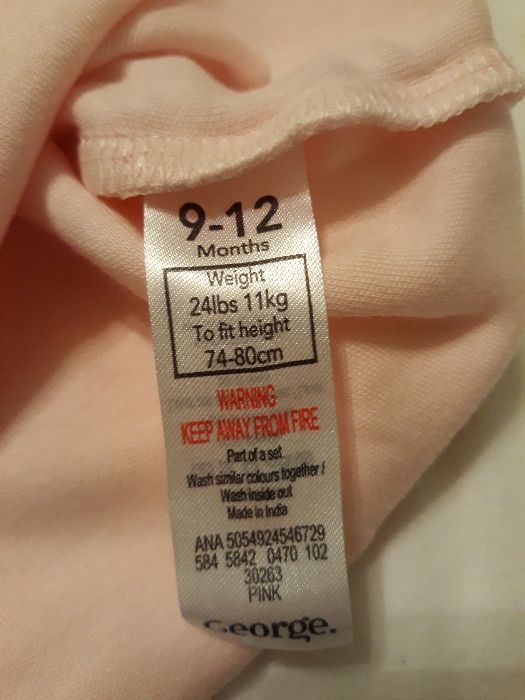 9-12
Months
Weight
24lbs 11kg
To fit height
74-80cm
WARNING
KEEP AWAY FROM FIRE
Part of a set
Wash similar colours together /
Wash inside out
Made in India
ANA 5054924546729
584 5842 0470 102
30263
PINK
George.